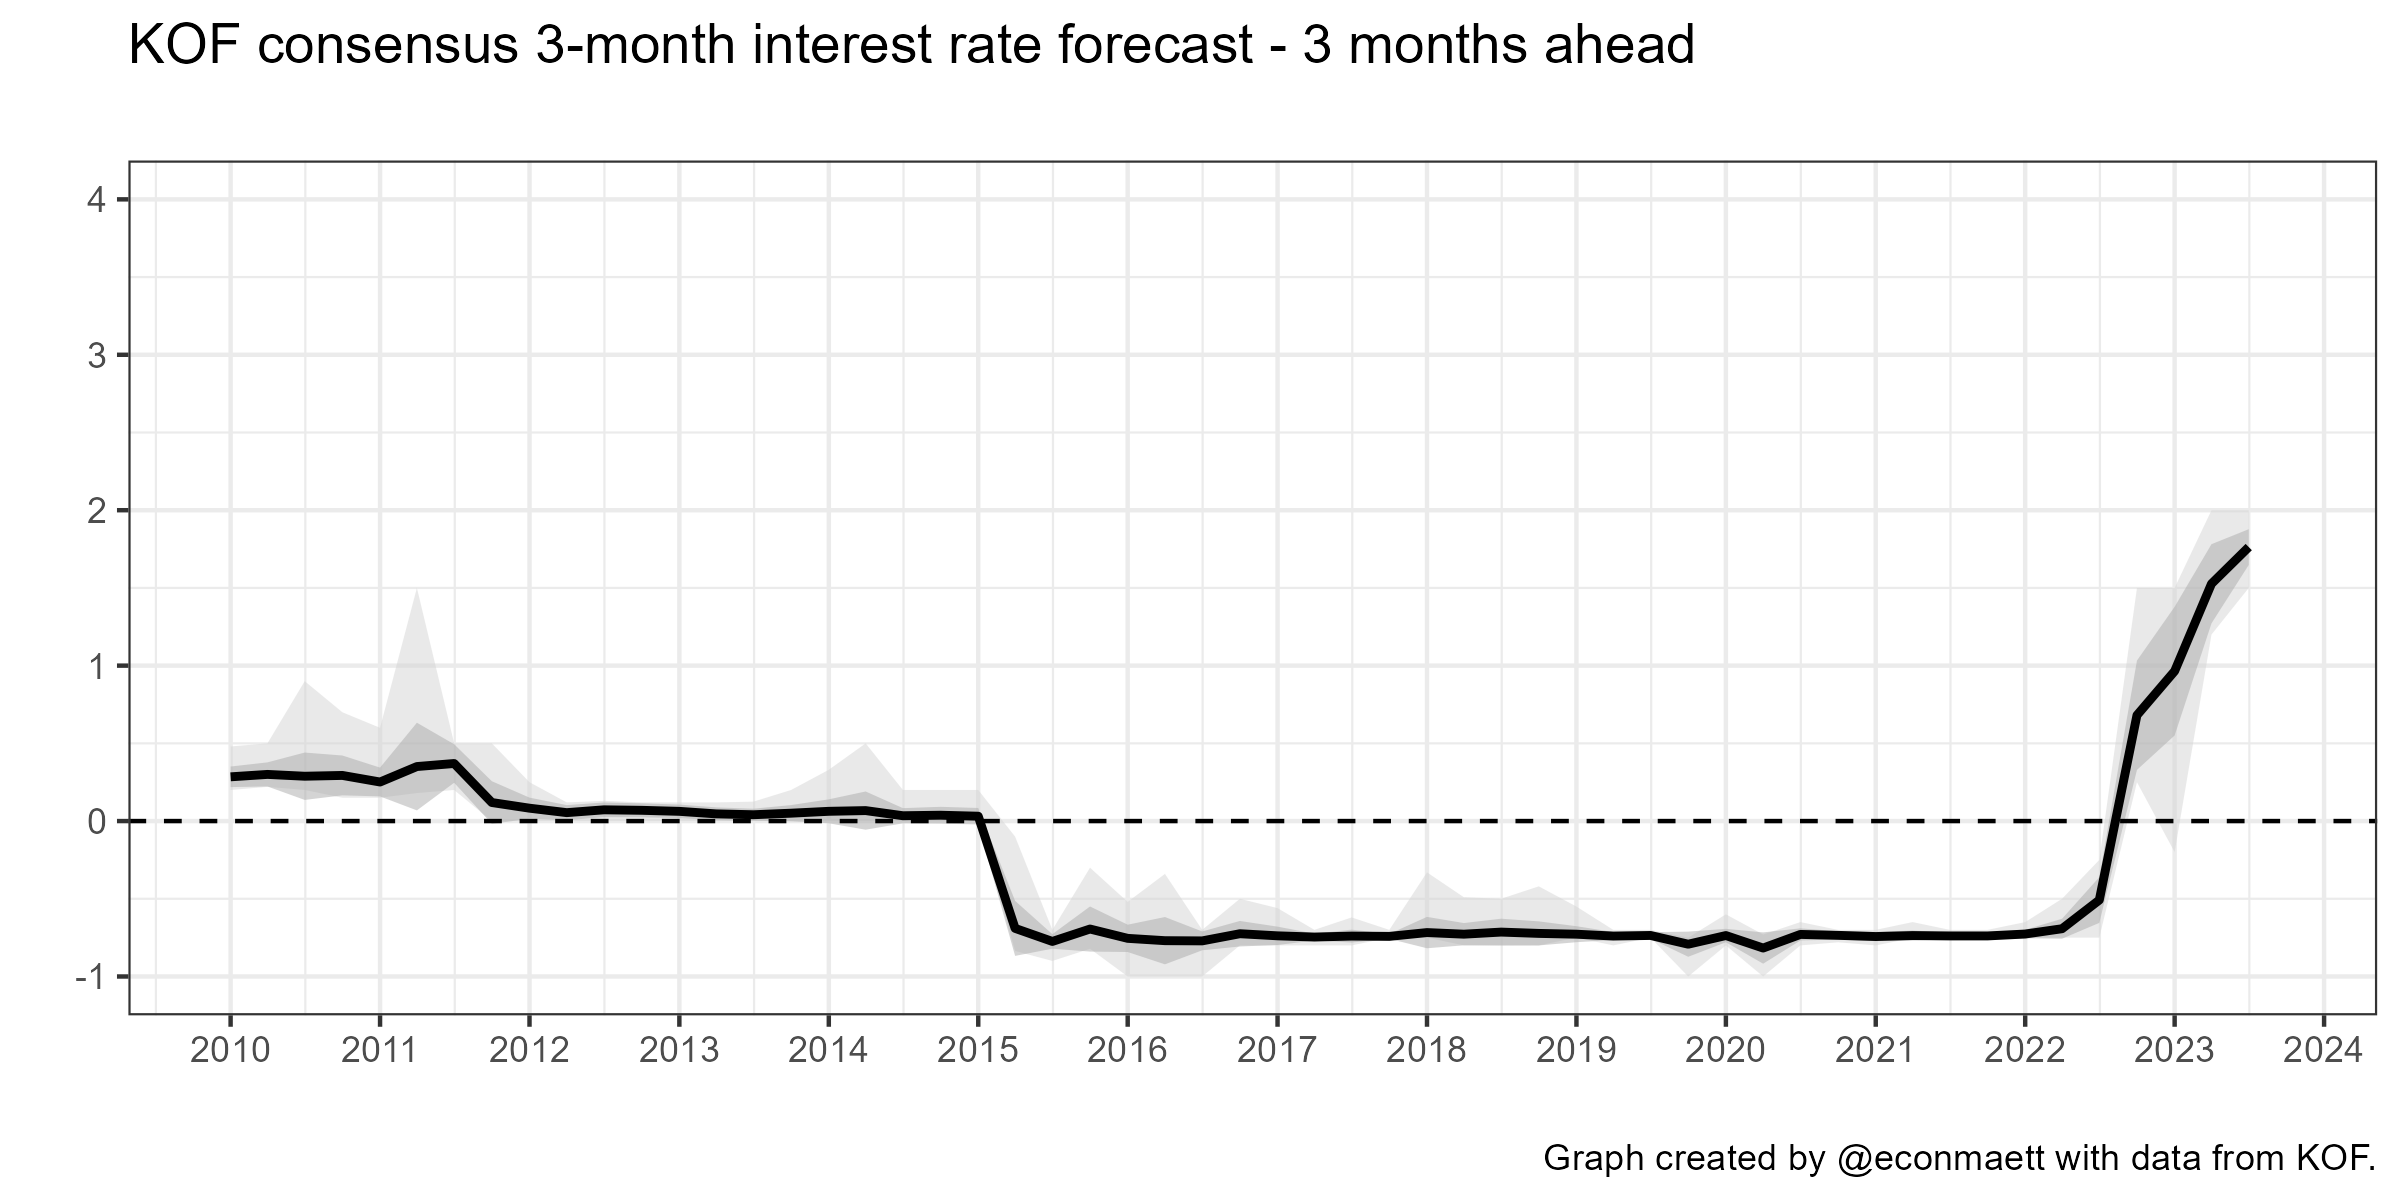 KOF consensus 3-month interest rate forecast - 3 months ahead
4
3
2
1
0
-1
2010 2011 2012 2013 2014 2015 2016 2017 2018 2019 2020 2021 2022 2023 2024
Graph created by @econmaett with data from KOF.